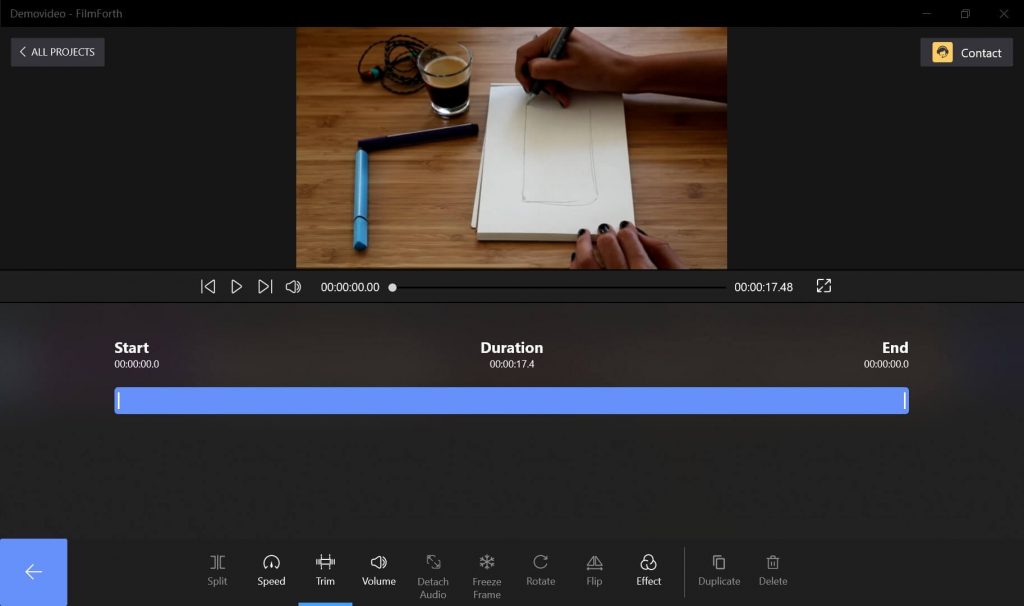 Demovideo - FilmForth
ALL PROJECTS
Contact
00:00:00.00
00:00:17.48
Start
Duration
End
00:00:00.0
00:00:17.4
00:00:00.0
Split
Speed
Trim
Volume
Detach
Audio
Freeze
Frame
Rotate
Flip
Effect
Duplicate
Delete